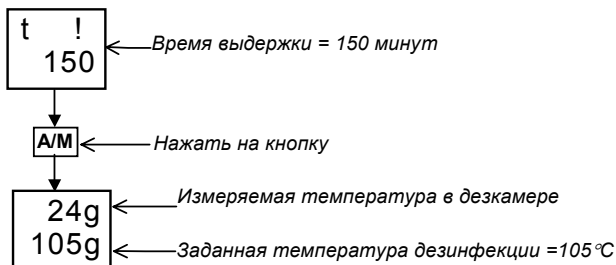 t !
150
Время выдержки = 150 минут
А/М
Нажать на кнопку
24g
Измеряемая температура в дезкамере
105g
Заданная температура дезинфекции =105°С